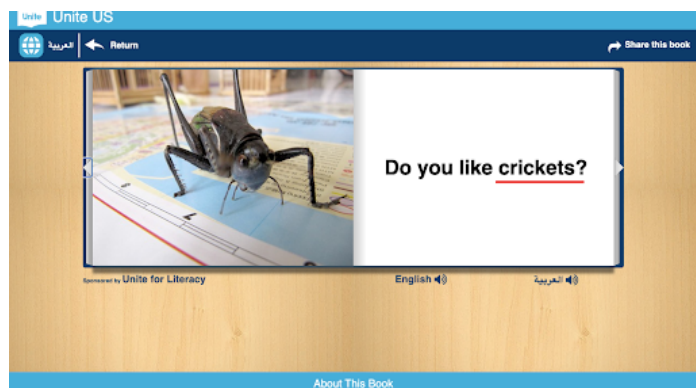 Unite Unite US
العربية Return Share this book
Do you like crickets?
Sponsored by Unite for Literacy English العربية
About This Book